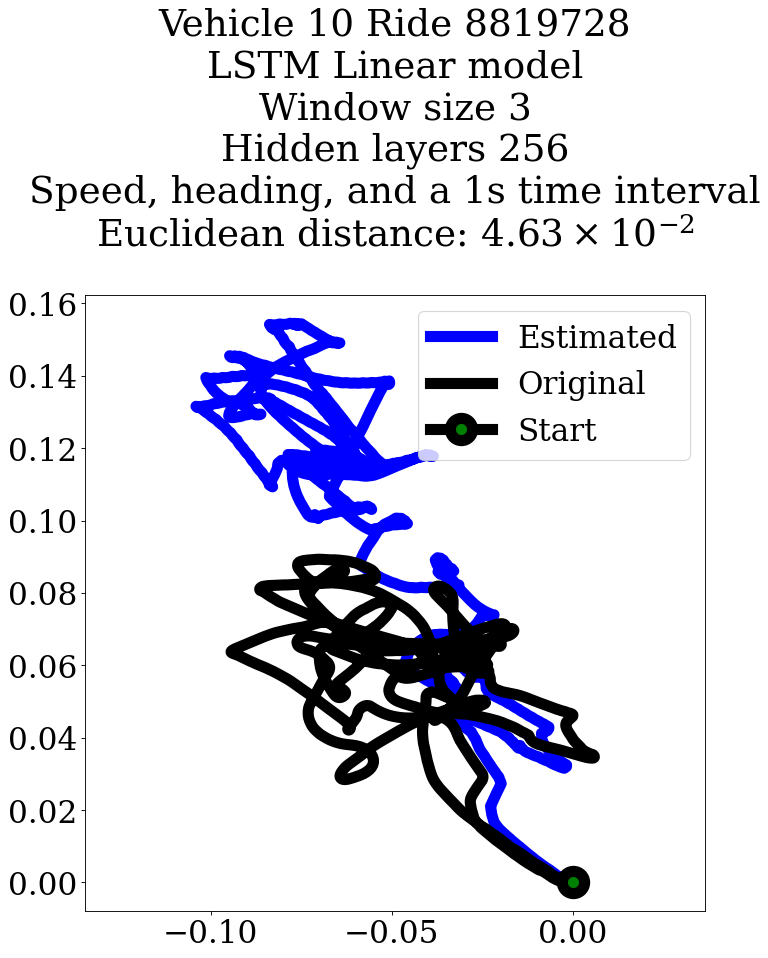 Vehicle 10 Ride 8819728
LSTM Linear model
Window size 3
Hidden layers 256
Speed, heading, and a 1s time interval
Euclidean distance: 4.63 × 10⁻²
0.16
0.14
0.12
0.10
0.08
0.06
0.04
0.02
0.00
Estimated
Original
Start
−0.10
−0.05
0.00